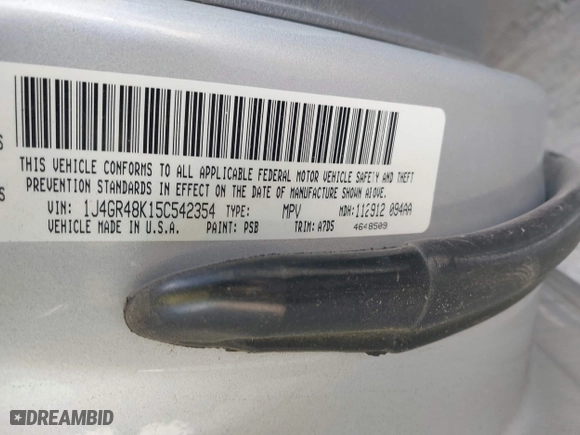 S
THIS VEHICLE CONFORMS TO ALL APPLICABLE FEDERAL MOTOR VEHICLE SAFETY AND THEFT
PREVENTION STANDARDS IN EFFECT ON THE DATE OF MANUFACTURE SHOWN ABOVE.
S
VIN: 1J4GR48K15C542354 TYPE: MPV MDH: 112912 094AA
VEHICLE MADE IN U.S.A. PAINT: PSB TRIM: A7D5 4648509
DREAMBID